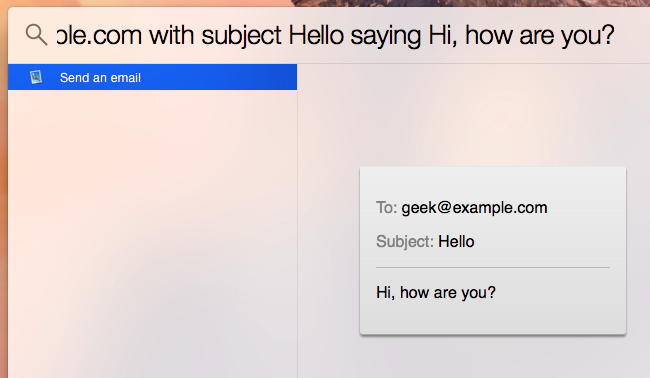 ple.com with subject Hello saying Hi, how are you?
Send an email
To: geek@example.com
Subject: Hello
Hi, how are you?